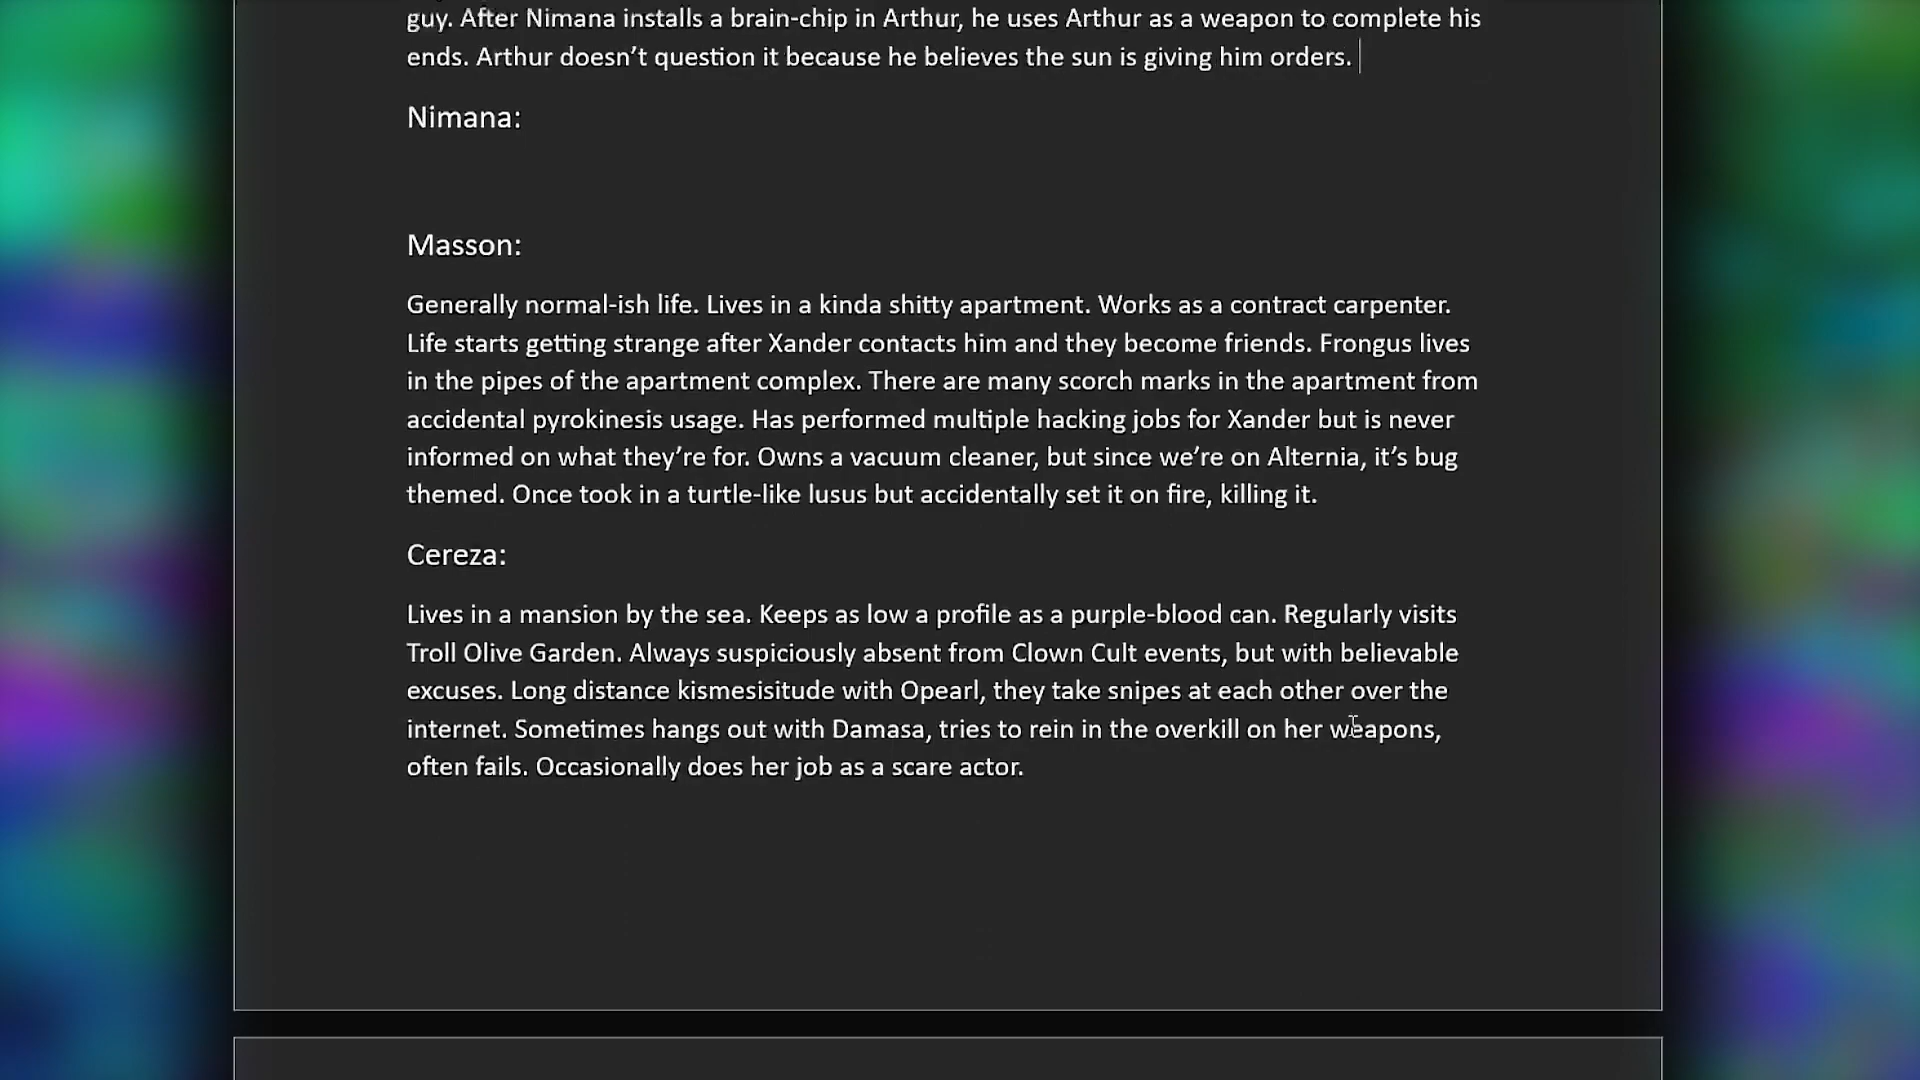 guy. After Nimana installs a brain-chip in Arthur, he uses Arthur as a weapon to complete his
ends. Arthur doesn’t question it because he believes the sun is giving him orders.
Nimana:
Masson:
Generally normal-ish life. Lives in a kinda shitty apartment. Works as a contract carpenter.
Life starts getting strange after Xander contacts him and they become friends. Frongus lives
in the pipes of the apartment complex. There are many scorch marks in the apartment from
accidental pyrokinesis usage. Has performed multiple hacking jobs for Xander but is never
informed on what they’re for. Owns a vacuum cleaner, but since we’re on Alternia, it’s bug
themed. Once took in a turtle-like lusus but accidentally set it on fire, killing it.
Cereza:
Lives in a mansion by the sea. Keeps as low a profile as a purple-blood can. Regularly visits
Troll Olive Garden. Always suspiciously absent from Clown Cult events, but with believable
excuses. Long distance kismesisitude with Opearl, they take snipes at each other over the
internet. Sometimes hangs out with Damasa, tries to rein in the overkill on her weapons,
often fails. Occasionally does her job as a scare actor.